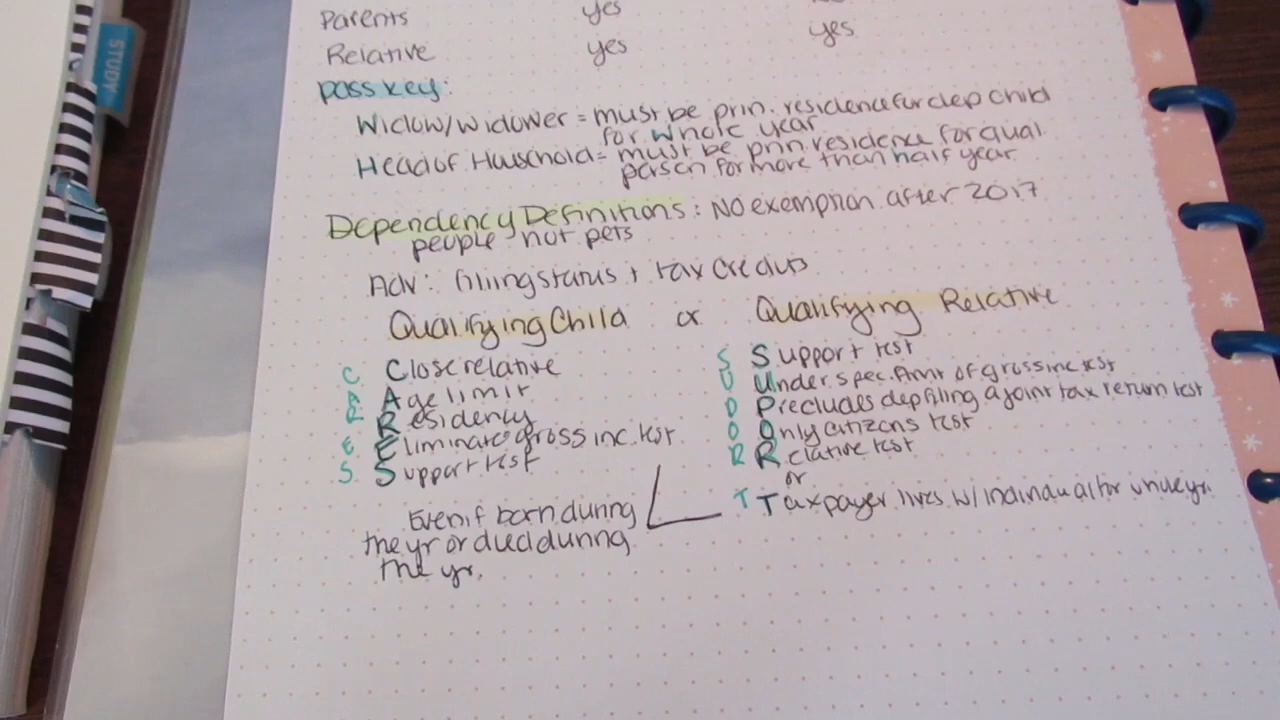 STUDY
Parents yes
Relative yes yes
pass key:
Widow/widower = must be prin. residence for dep child
for whole year
Head of Household = must be prin residence for qual.
person for more than half year
Dependency Definitions: No exemption after 2017
people not pets
Adv: filing status + tax credits
Qualifying Child or Qualifying Relative
C Close relative
A Age limit
R Residency
E Eliminate gross inc. test
S Support test
Even if born during
the yr or died during
the yr.
S Support test
U Under spec. Amt of gross inc test
P Precludes dep filing a joint tax return test
O Only citizens test
R Relative test
or
T Taxpayer lives w/ individual for whole yr.